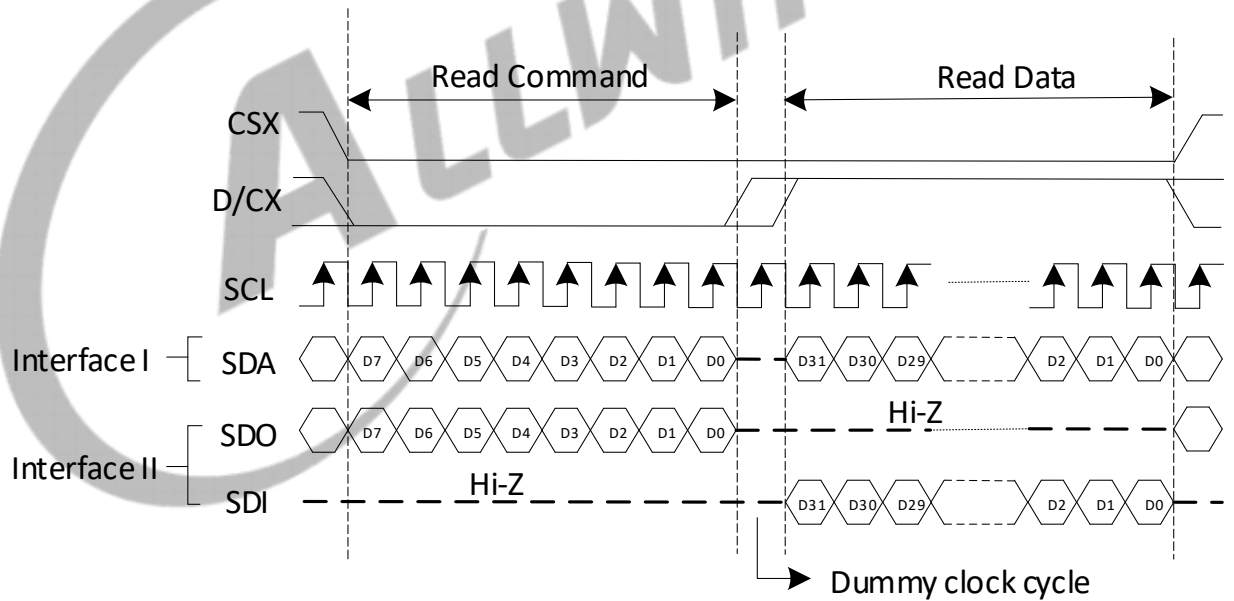 Read Command
Read Data
CSX
D/CX
SCL
Interface I
SDA
D7 D6 D5 D4 D3 D2 D1 D0 D31 D30 D29 D2 D1 D0
Hi-Z
SDO
D7 D6 D5 D4 D3 D2 D1 D0
Interface II
Hi-Z
SDI
D31 D30 D29 D2 D1 D0
Dummy clock cycle